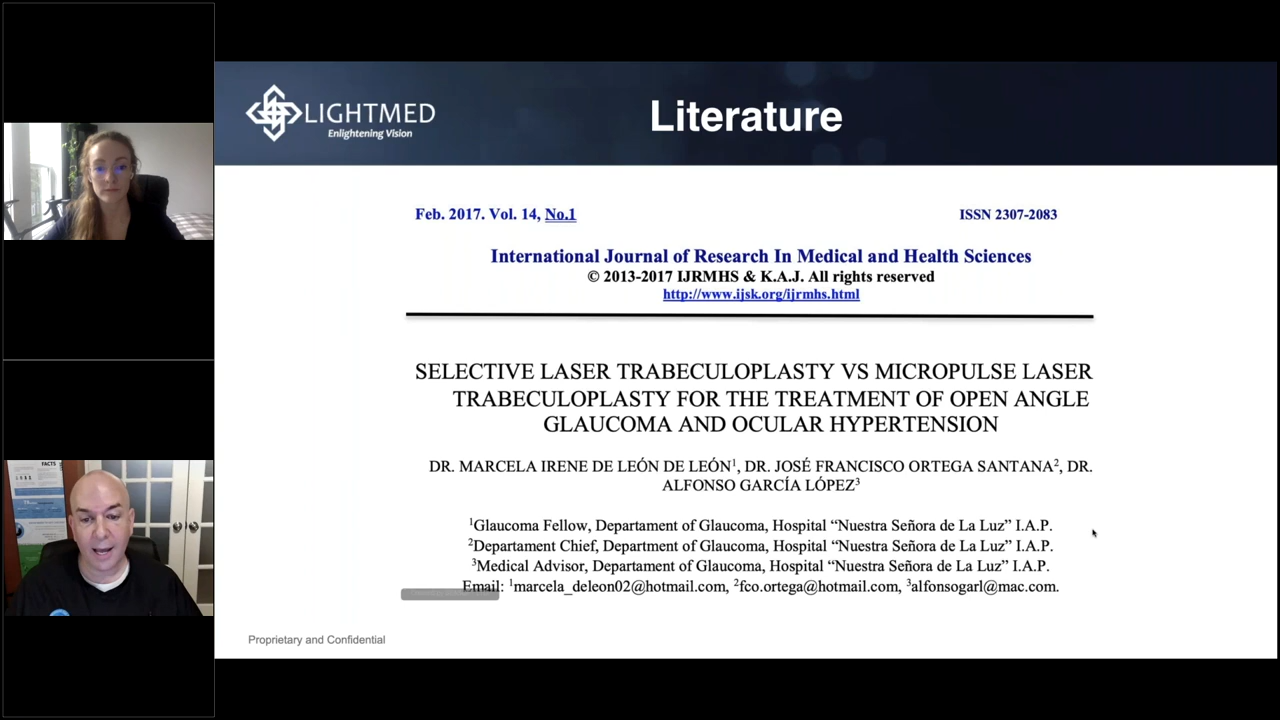 LIGHTMED
Enlightening Vision
Literature
Feb. 2017. Vol. 14, No.1
ISSN 2307-2083
International Journal of Research In Medical and Health Sciences
© 2013-2017 IJRMHS & K.A.J. All rights reserved
http://www.ijsk.org/ijrmhs.html
SELECTIVE LASER TRABECULOPLASTY VS MICROPULSE LASER
TRABECULOPLASTY FOR THE TREATMENT OF OPEN ANGLE
GLAUCOMA AND OCULAR HYPERTENSION
DR. MARCELA IRENE DE LEÓN DE LEÓN¹, DR. JOSÉ FRANCISCO ORTEGA SANTANA², DR.
ALFONSO GARCÍA LÓPEZ³
¹Glaucoma Fellow, Departament of Glaucoma, Hospital “Nuestra Señora de La Luz” I.A.P.
²Departament Chief, Department of Glaucoma, Hospital “Nuestra Señora de La Luz” I.A.P.
³Medical Advisor, Departament of Glaucoma, Hospital “Nuestra Señora de La Luz” I.A.P.
Email: ¹marcela_deleon02@hotmail.com, ²fco.ortega@hotmail.com, ³alfonsogarl@mac.com.
Proprietary and Confidential
FACTS